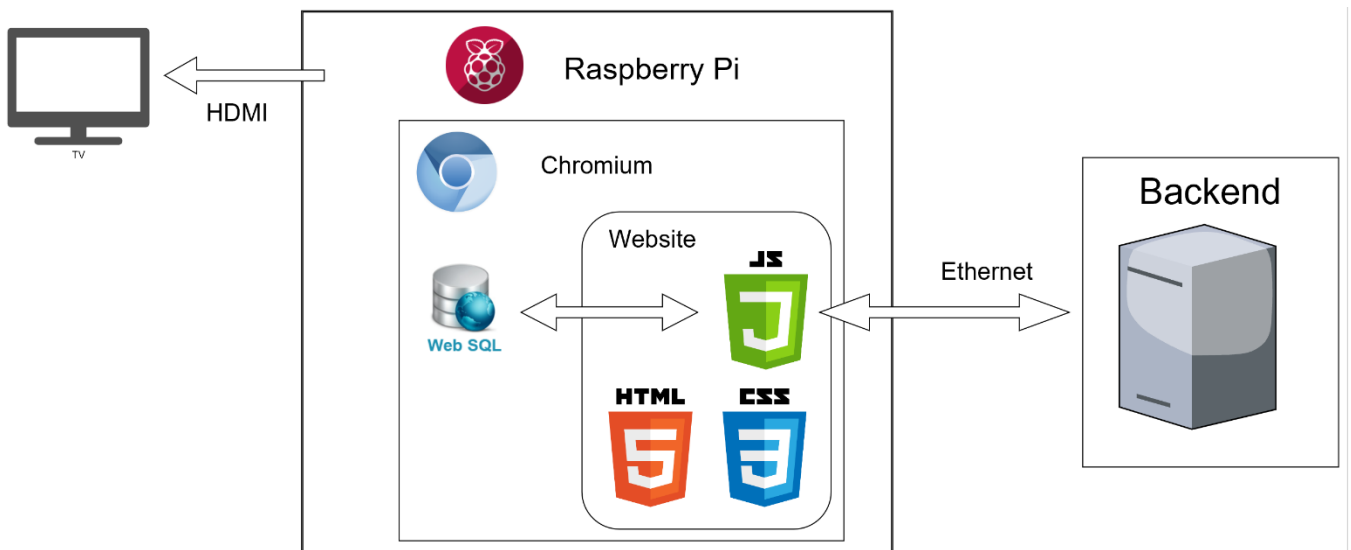 Raspberry Pi
HDMI
TV
Chromium
Backend
Website
JS
Ethernet
Web SQL
HTML
CSS